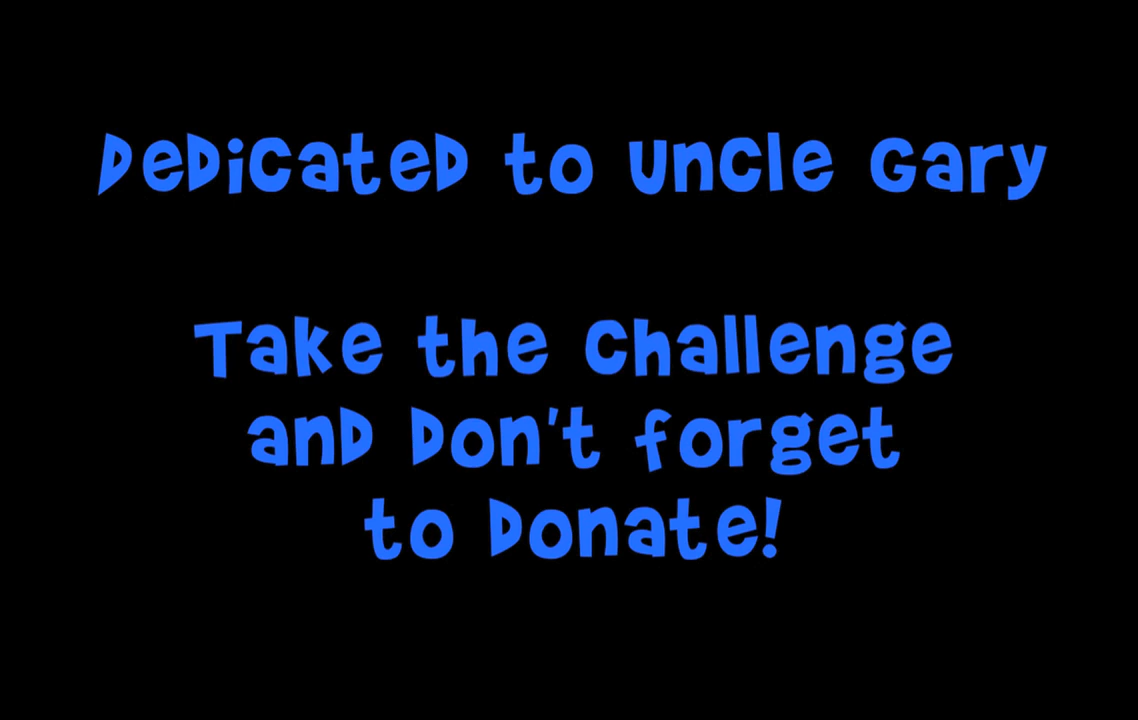 Dedicated to Uncle Gary
Take the Challenge
and Don't forget
to Donate!